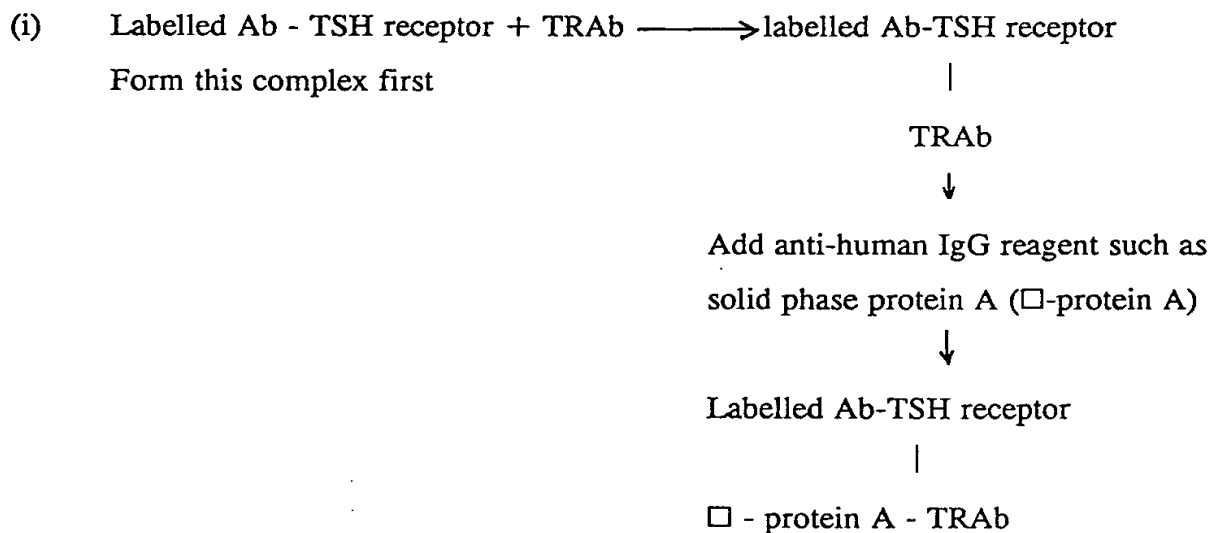 (i) Labelled Ab - TSH receptor + TRAb ⟶ labelled Ab-TSH receptor
Form this complex first |
TRAb
↓
Add anti-human IgG reagent such as
solid phase protein A (□-protein A)
↓
Labelled Ab-TSH receptor
|
□ - protein A - TRAb